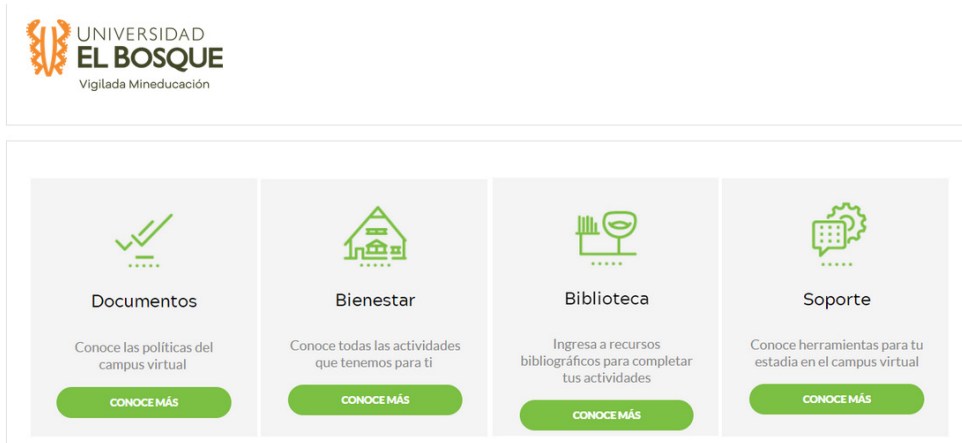 UNIVERSIDAD
EL BOSQUE
Vigilada Mineducación
Documentos
Conoce las políticas del
campus virtual
CONOCE MÁS
Bienestar
Conoce todas las actividades
que tenemos para ti
CONOCE MÁS
Biblioteca
Ingresa a recursos
bibliográficos para completar
tus actividades
CONOCE MÁS
Soporte
Conoce herramientas para tu
estadia en el campus virtual
CONOCE MÁS